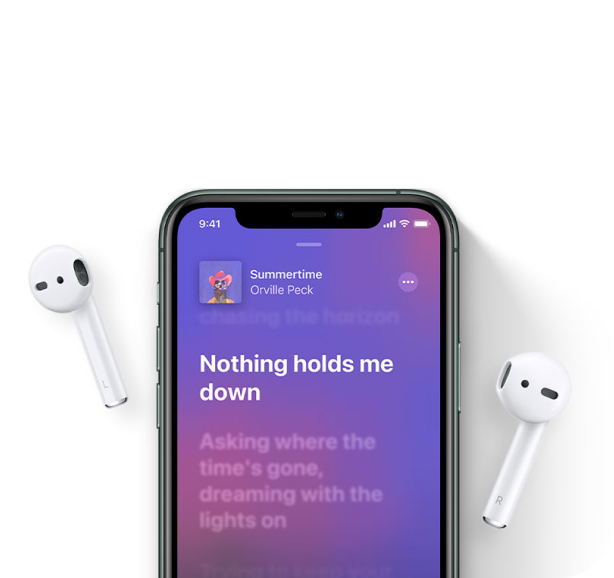 9:41
Summertime
Orville Peck
chasing the horizon
Nothing holds me
down
Asking where the
time's gone,
dreaming with the
lights on
L
R